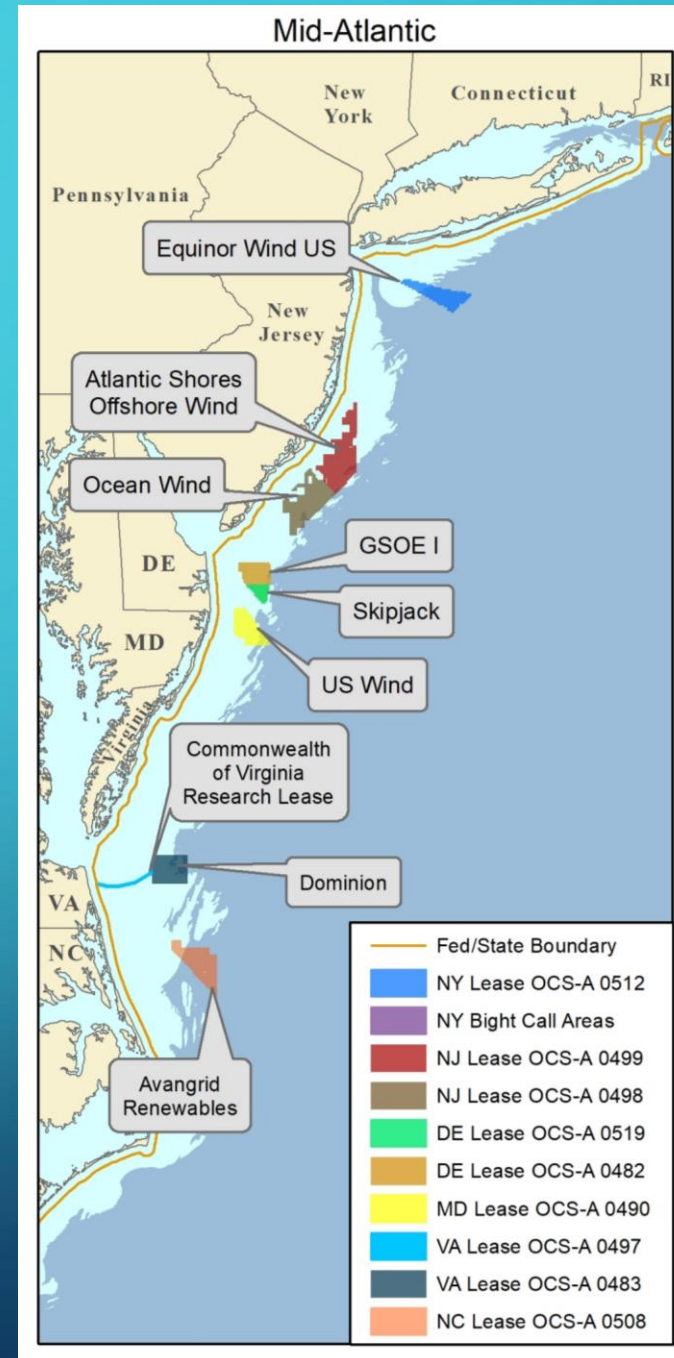 Mid-Atlantic
New
York
Connecticut
RI
Pennsylvania
Equinor Wind US
New
Jersey
Atlantic Shores
Offshore Wind
Ocean Wind
GSOE I
DE
Skipjack
MD
US Wind
Virginia
Commonwealth
of Virginia
Research Lease
Dominion
VA
NC
Avangrid
Renewables
Fed/State Boundary
NY Lease OCS-A 0512
NY Bight Call Areas
NJ Lease OCS-A 0499
NJ Lease OCS-A 0498
DE Lease OCS-A 0519
DE Lease OCS-A 0482
MD Lease OCS-A 0490
VA Lease OCS-A 0497
VA Lease OCS-A 0483
NC Lease OCS-A 0508